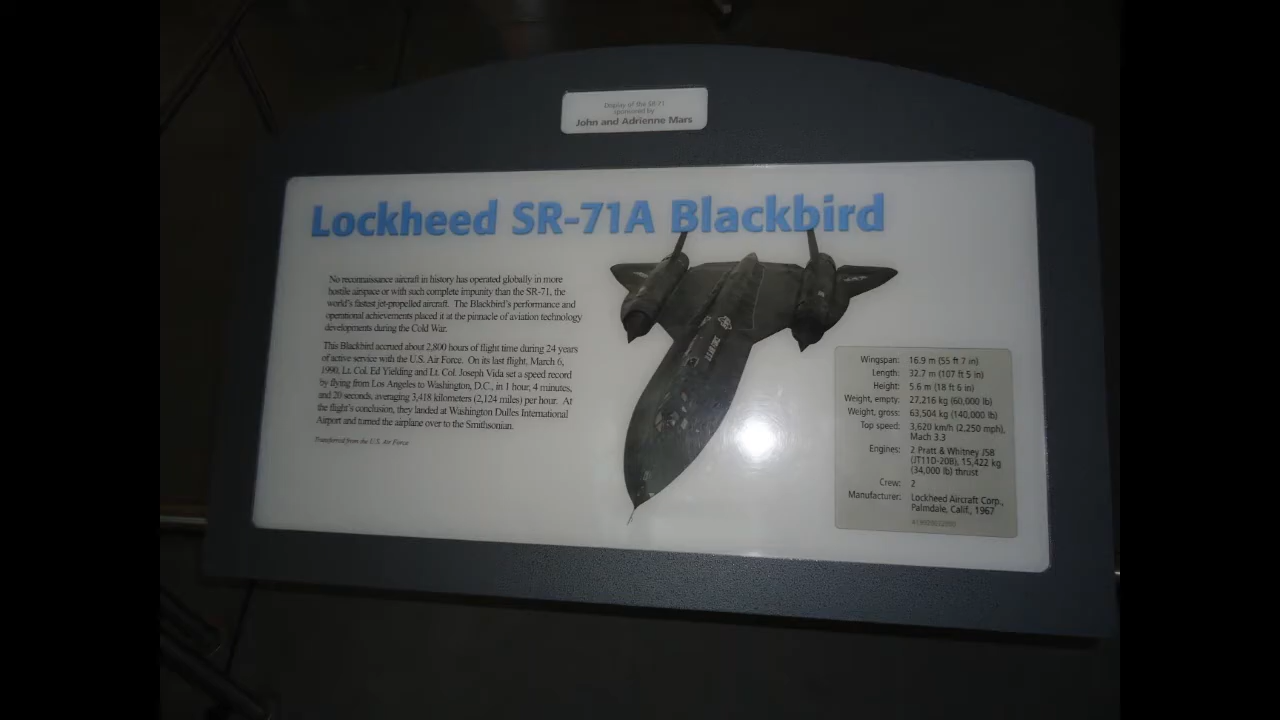 Display of the SR-71
sponsored by
John and Adrienne Mars
Lockheed SR-71A Blackbird
No reconnaissance aircraft in history has operated globally in more
hostile airspace or with such complete impunity than the SR-71, the
world's fastest jet-propelled aircraft. The Blackbird's performance and
operational achievements placed it at the pinnacle of aviation technology
developments during the Cold War.
This Blackbird accrued about 2,800 hours of flight time during 24 years
of active service with the U.S. Air Force. On its last flight, March 6,
1990, Lt. Col. Ed Yielding and Lt. Col. Joseph Vida set a speed record
by flying from Los Angeles to Washington, D.C., in 1 hour, 4 minutes,
and 20 seconds, averaging 3,418 kilometers (2,124 miles) per hour. At
the flight's conclusion, they landed at Washington Dulles International
Airport and turned the airplane over to the Smithsonian.
Transferred from the U.S. Air Force
Wingspan: 16.9 m (55 ft 7 in)
Length: 32.7 m (107 ft 5 in)
Height: 5.6 m (18 ft 6 in)
Weight, empty: 27,216 kg (60,000 lb)
Weight, gross: 63,504 kg (140,000 lb)
Top speed: 3,620 km/h (2,250 mph),
Mach 3.3
Engines: 2 Pratt & Whitney J58
(JT11D-20B), 15,422 kg
(34,000 lb) thrust
Crew: 2
Manufacturer: Lockheed Aircraft Corp.,
Palmdale, Calif., 1967